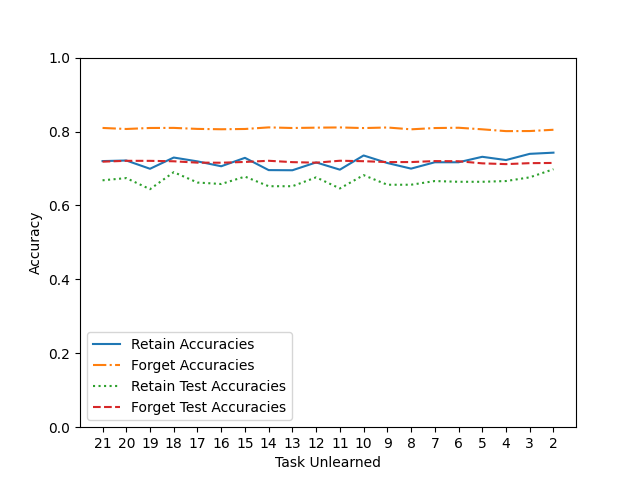 1.0
0.8
0.6
0.4
0.2
0.0
Accuracy
Retain Accuracies
Forget Accuracies
Retain Test Accuracies
Forget Test Accuracies
21 20 19 18 17 16 15 14 13 12 11 10 9 8 7 6 5 4 3 2
Task Unlearned